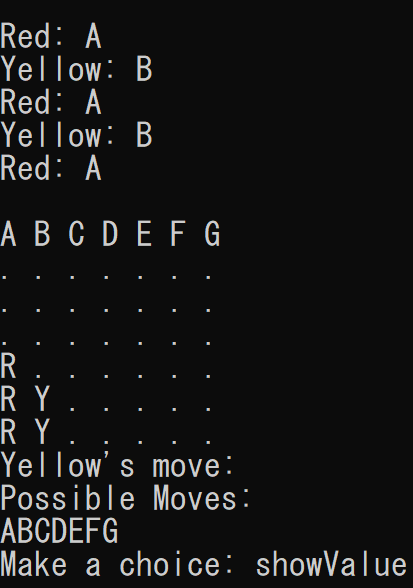 Red: A
Yellow: B
Red: A
Yellow: B
Red: A
A B C D E F G
. . . . . . .
. . . . . . .
. . . . . . .
R . . . . . .
R Y . . . . .
R Y . . . . .
Yellow's move:
Possible Moves:
ABCDEFG
Make a choice: showValue